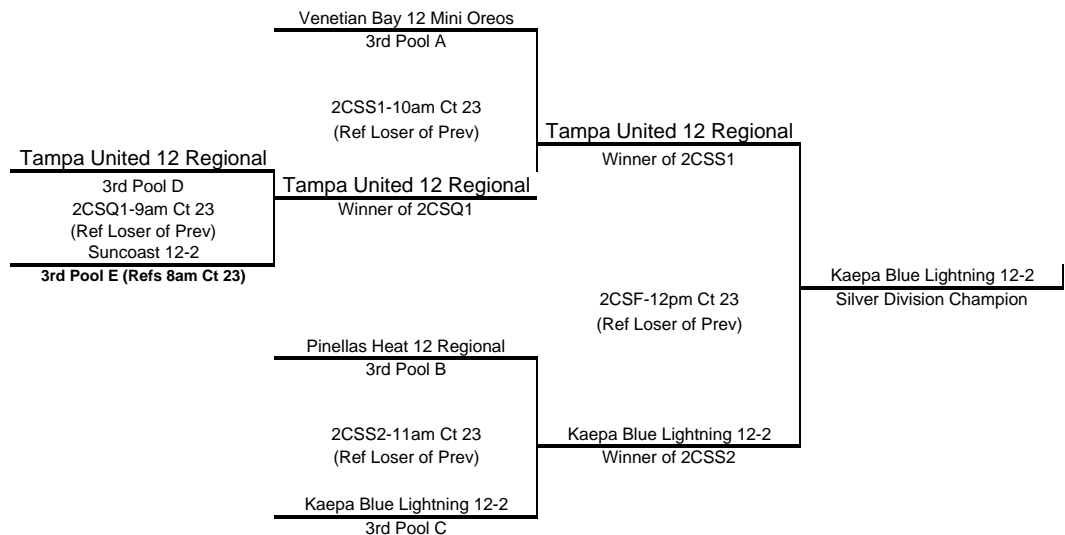 Venetian Bay 12 Mini Oreos
3rd Pool A
2CSS1-10am Ct 23
(Ref Loser of Prev)
Tampa United 12 Regional
Winner of 2CSS1
Tampa United 12 Regional
3rd Pool D
2CSQ1-9am Ct 23
(Ref Loser of Prev)
Suncoast 12-2
3rd Pool E (Refs 8am Ct 23)
Tampa United 12 Regional
Winner of 2CSQ1
Kaepa Blue Lightning 12-2
Silver Division Champion
2CSF-12pm Ct 23
(Ref Loser of Prev)
Pinellas Heat 12 Regional
3rd Pool B
2CSS2-11am Ct 23
(Ref Loser of Prev)
Kaepa Blue Lightning 12-2
Winner of 2CSS2
Kaepa Blue Lightning 12-2
3rd Pool C